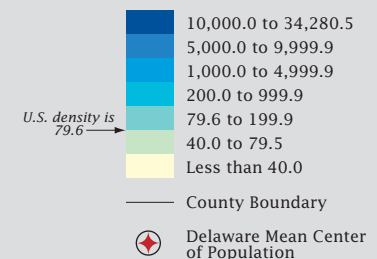 10,000.0 to 34,280.5
5,000.0 to 9,999.9
1,000.0 to 4,999.9
200.0 to 999.9
U.S. density is
79.6
79.6 to 199.9
40.0 to 79.5
Less than 40.0
County Boundary
Delaware Mean Center
of Population